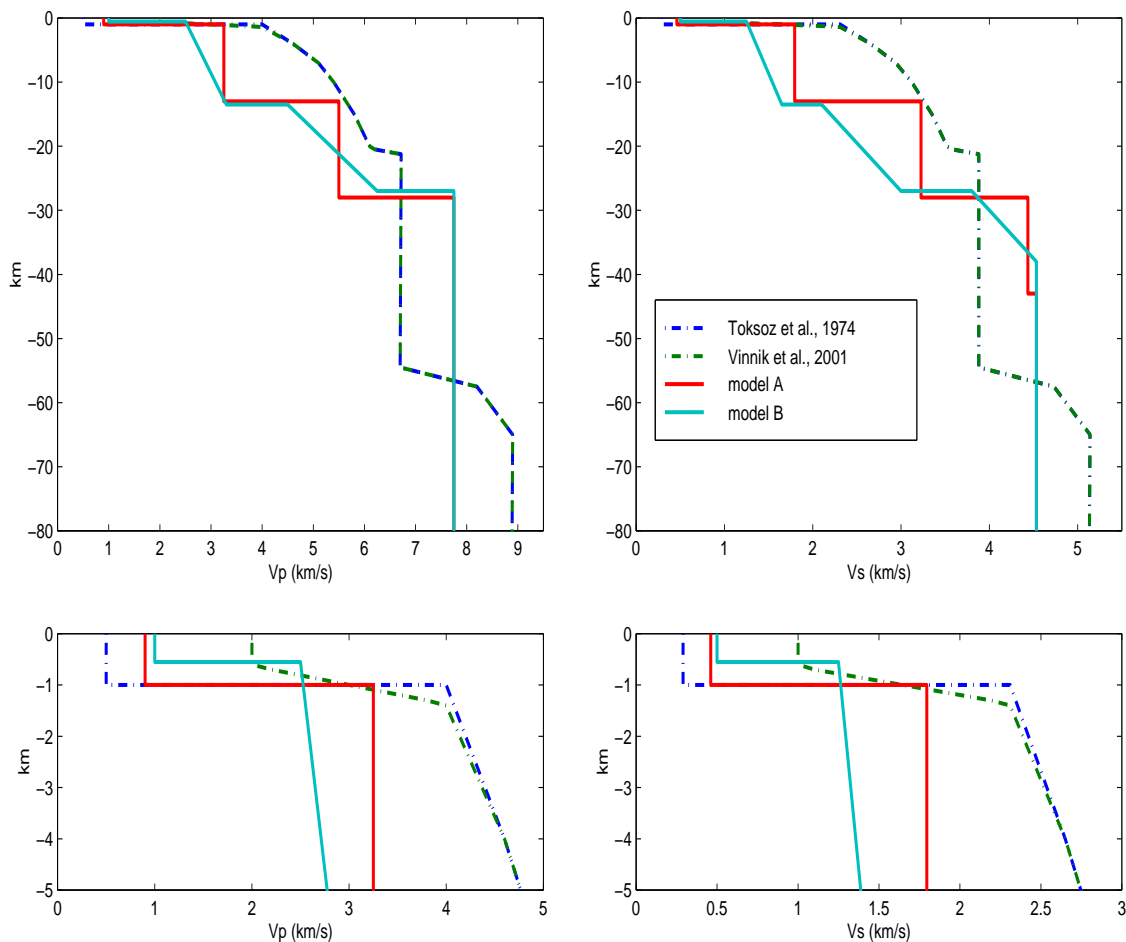 0
−10
−20
−30
−40
−50
−60
−70
−80
km
0 1 2 3 4 5 6 7 8 9
Vp (km/s)
0
−10
−20
−30
−40
−50
−60
−70
−80
km
Toksoz et al., 1974
Vinnik et al., 2001
model A
model B
0 1 2 3 4 5
Vs (km/s)
0
−1
−2
−3
−4
−5
km
0 1 2 3 4 5
Vp (km/s)
0
−1
−2
−3
−4
−5
km
0 0.5 1 1.5 2 2.5 3
Vs (km/s)